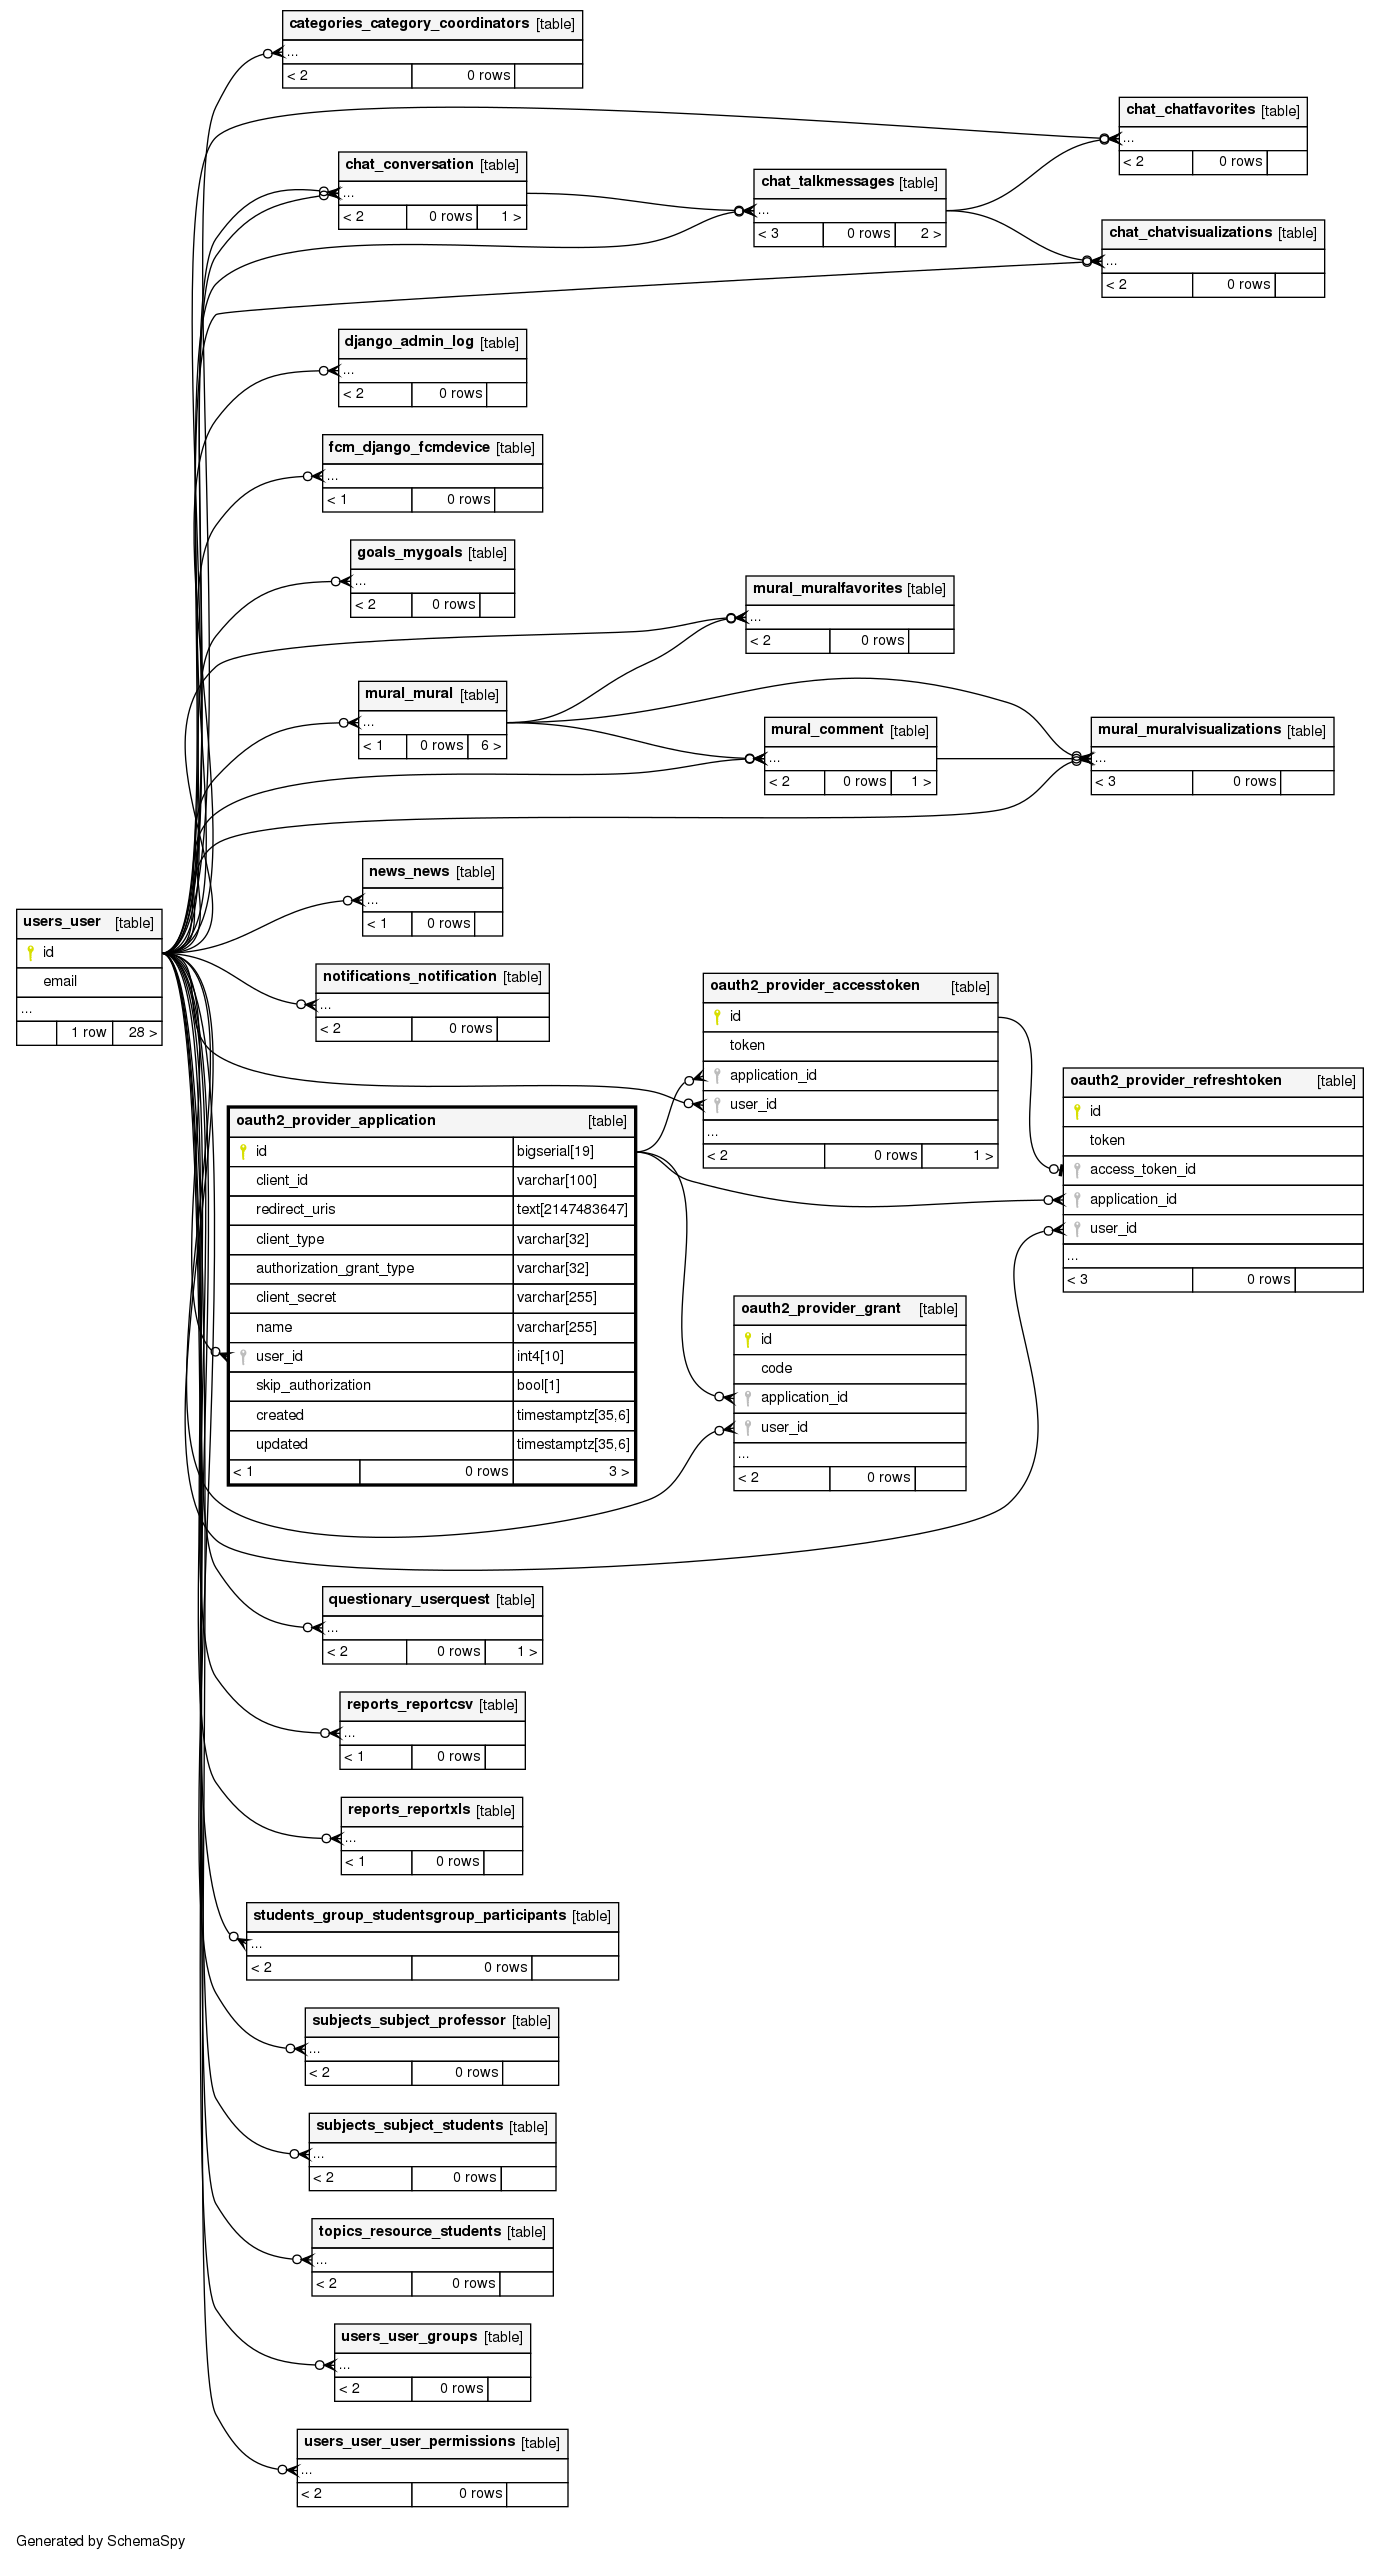 categories_category_coordinators [table]
...
< 2 0 rows
chat_chatfavorites [table]
...
< 2 0 rows
chat_conversation [table]
...
< 2 0 rows 1 >
chat_talkmessages [table]
...
< 3 0 rows 2 >
chat_chatvisualizations [table]
...
< 2 0 rows
django_admin_log [table]
...
< 2 0 rows
fcm_django_fcmdevice [table]
...
< 1 0 rows
goals_mygoals [table]
...
< 2 0 rows
mural_muralfavorites [table]
...
< 2 0 rows
mural_mural [table]
...
< 1 0 rows 6 >
mural_comment [table]
...
< 2 0 rows 1 >
mural_muralvisualizations [table]
...
< 3 0 rows
news_news [table]
...
< 1 0 rows
users_user [table]
id
email
...
1 row 28 >
notifications_notification [table]
...
< 2 0 rows
oauth2_provider_accesstoken [table]
id
token
application_id
user_id
...
< 2 0 rows 1 >
oauth2_provider_refreshtoken [table]
id
token
access_token_id
application_id
user_id
...
< 3 0 rows
oauth2_provider_application [table]
id bigserial[19]
client_id varchar[100]
redirect_uris text[2147483647]
client_type varchar[32]
authorization_grant_type varchar[32]
client_secret varchar[255]
name varchar[255]
user_id int4[10]
skip_authorization bool[1]
created timestamptz[35,6]
updated timestamptz[35,6]
< 1 0 rows 3 >
oauth2_provider_grant [table]
id
code
application_id
user_id
...
< 2 0 rows
questionary_userquest [table]
...
< 2 0 rows 1 >
reports_reportcsv [table]
...
< 1 0 rows
reports_reportxls [table]
...
< 1 0 rows
students_group_studentsgroup_participants [table]
...
< 2 0 rows
subjects_subject_professor [table]
...
< 2 0 rows
subjects_subject_students [table]
...
< 2 0 rows
topics_resource_students [table]
...
< 2 0 rows
users_user_groups [table]
...
< 2 0 rows
users_user_user_permissions [table]
...
< 2 0 rows
Generated by SchemaSpy